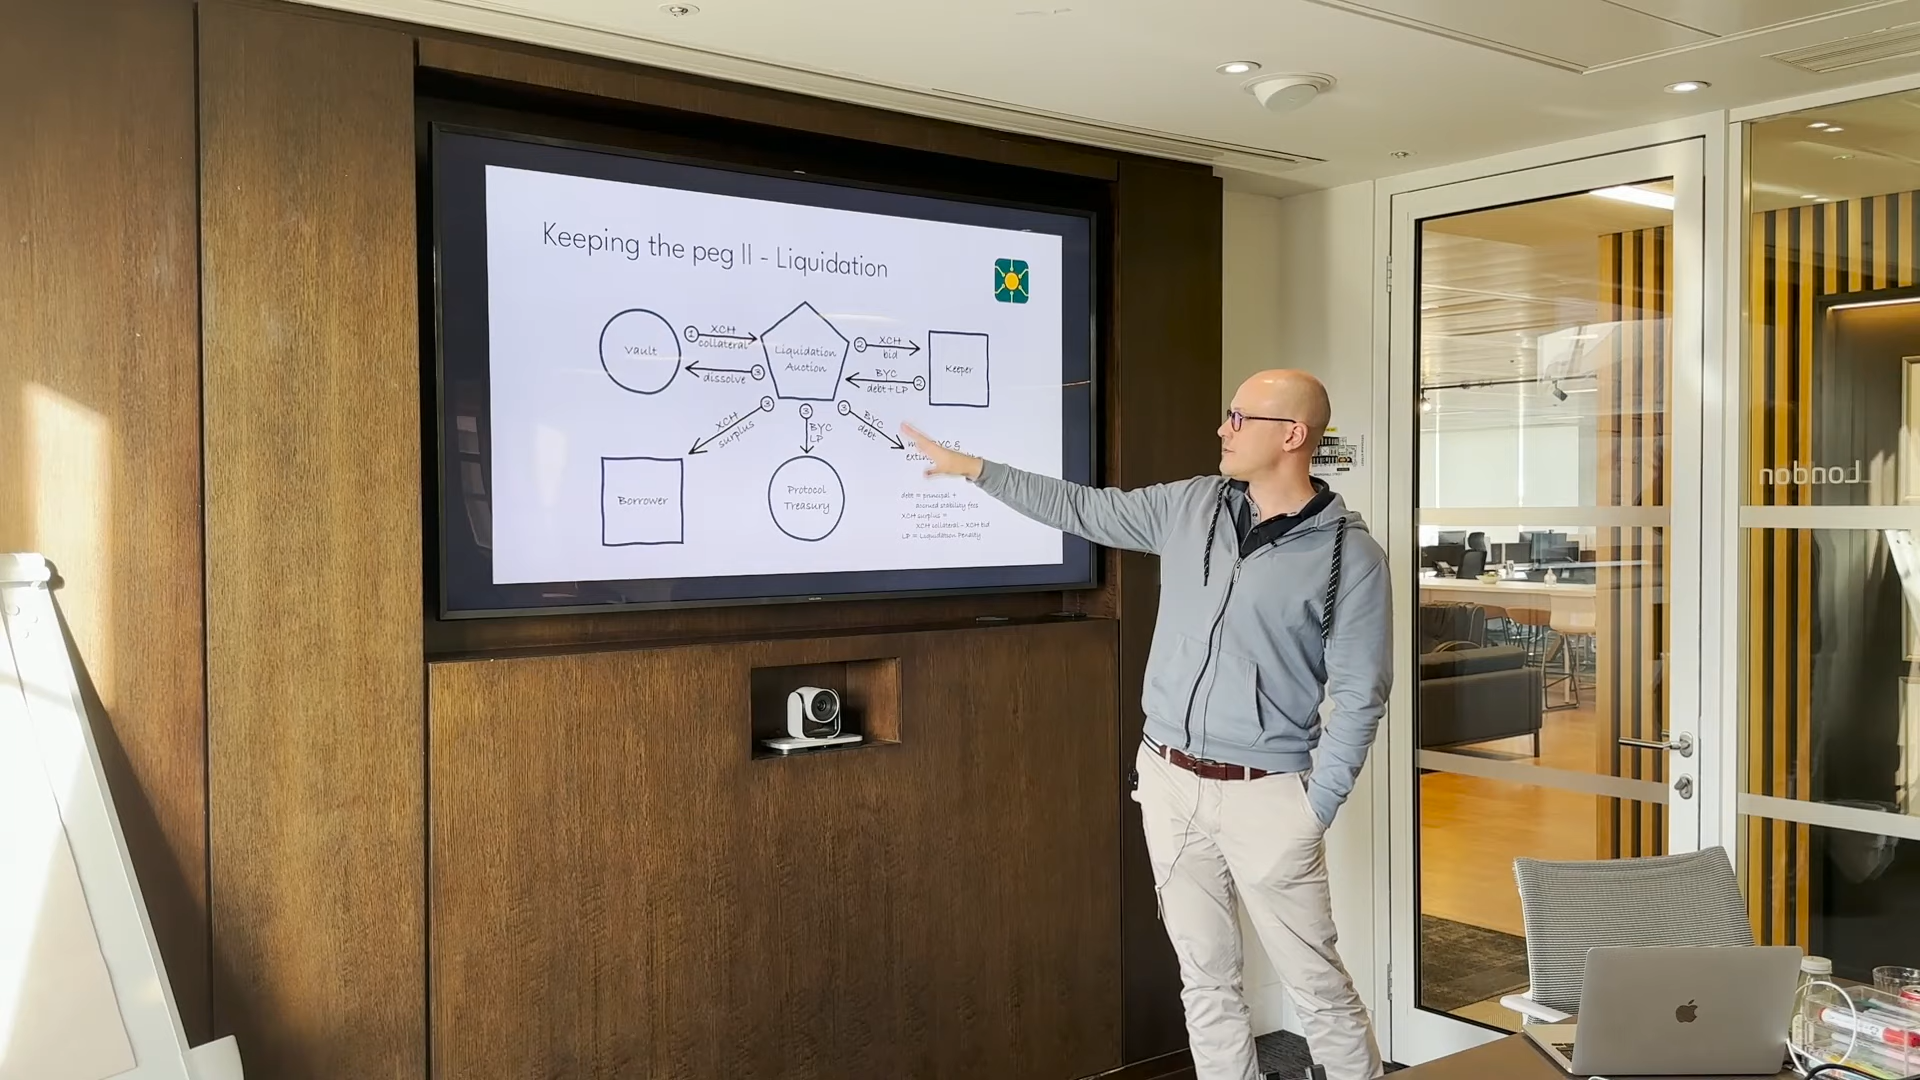 Keeping the peg II - Liquidation
Vault
1
XCH
collateral
3
dissolve
Liquidation
Auction
2
XCH
bid
BYC
2
debt + LP
Keeper
3
XCH
surplus
3
BYC
LP
3
BYC
debt
BYC &
Borrower
Protocol
Treasury
debt = principal +
accrued stability fees
XCH surplus =
XCH collateral - XCH bid
LP = Liquidation Penalty
London